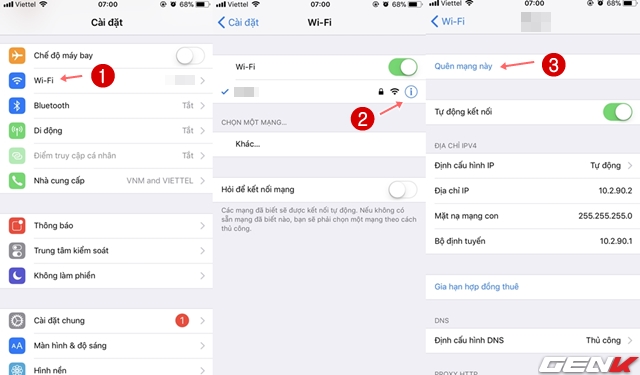 Viettel 07:00 68%
Cài đặt
Chế độ máy bay
Wi-Fi
1
Bluetooth Tắt
Di động Tắt
Điểm truy cập cá nhân Tắt
Nhà cung cấp VNM and VIETTEL
Thông báo
Trung tâm kiểm soát
Không làm phiền
Cài đặt chung 1
Màn hình & độ sáng
Hình nền
Viettel 07:00 67%
Cài đặt Wi-Fi
Wi-Fi
2
CHỌN MỘT MẠNG...
Khác...
Hỏi để kết nối mạng
Các mạng đã biết sẽ được kết nối tự động. Nếu không có
sẵn mạng đã biết nào, bạn sẽ phải chọn một mạng theo cách
thủ công.
Viettel 07:00 67%
Wi-Fi
Quên mạng này
3
Tự động kết nối
ĐỊA CHỈ IPV4
Định cấu hình IP Tự động
Địa chỉ IP 10.2.90.2
Mặt nạ mạng con 255.255.255.0
Bộ định tuyến 10.2.90.1
Gia hạn hợp đồng thuê
DNS
Định cấu hình DNS Thủ công
PROXY HTTP
GENK